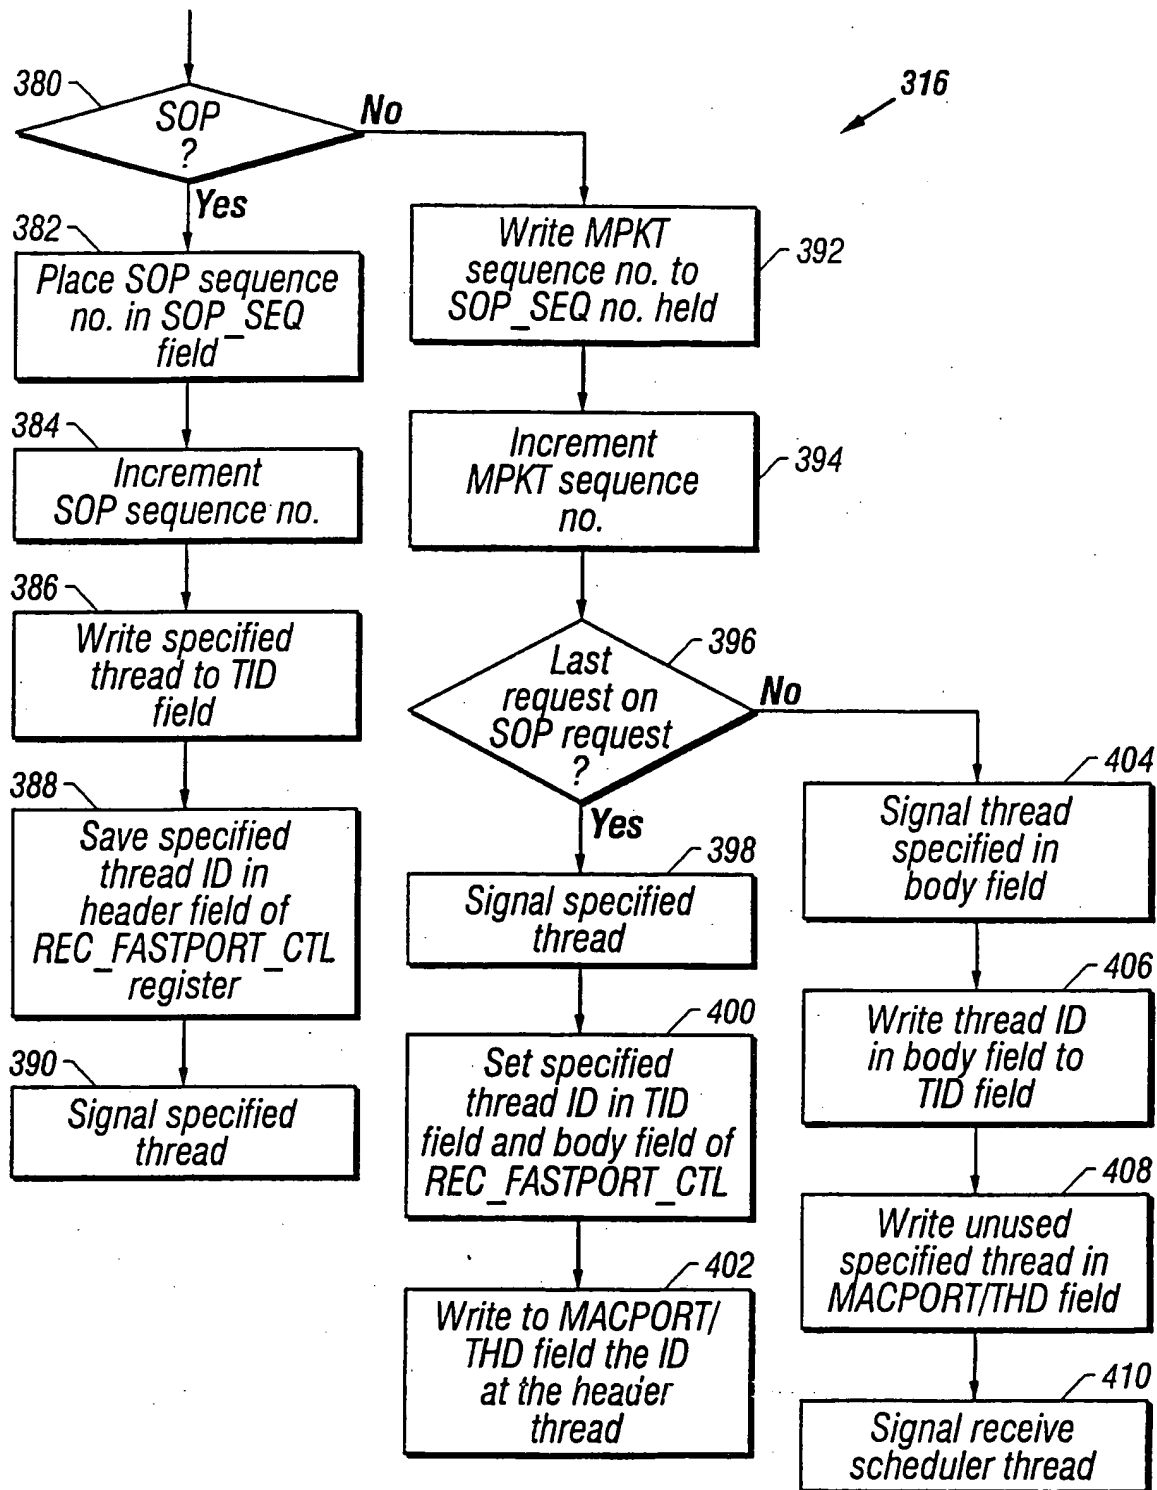 316
380
SOP
?
No
Yes
382
Place SOP sequence
no. in SOP_SEQ
field
384
Increment
SOP sequence no.
386
Write specified
thread to TID
field
388
Save specified
thread ID in
header field of
REC_FASTPORT_CTL
register
390
Signal specified
thread
Write MPKT
sequence no. to
SOP_SEQ no. held
392
Increment
MPKT sequence
no.
394
396
Last
request on
SOP request
?
No
Yes
398
Signal specified
thread
400
Set specified
thread ID in TID
field and body field of
REC_FASTPORT_CTL
402
Write to MACPORT/
THD field the ID
at the header
thread
404
Signal thread
specified in
body field
406
Write thread ID
in body field to
TID field
408
Write unused
specified thread in
MACPORT/THD field
410
Signal receive
scheduler thread